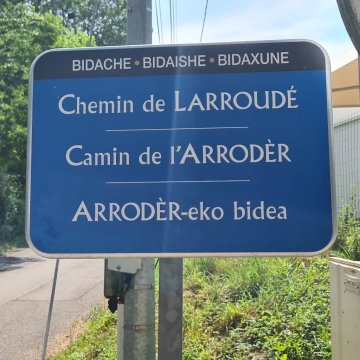 BIDACHE • BIDAISHE • BIDAXUNE
Chemin de LARROUDÉ
Camin de l'ARRODÈR
ARRODÈR-eko bidea